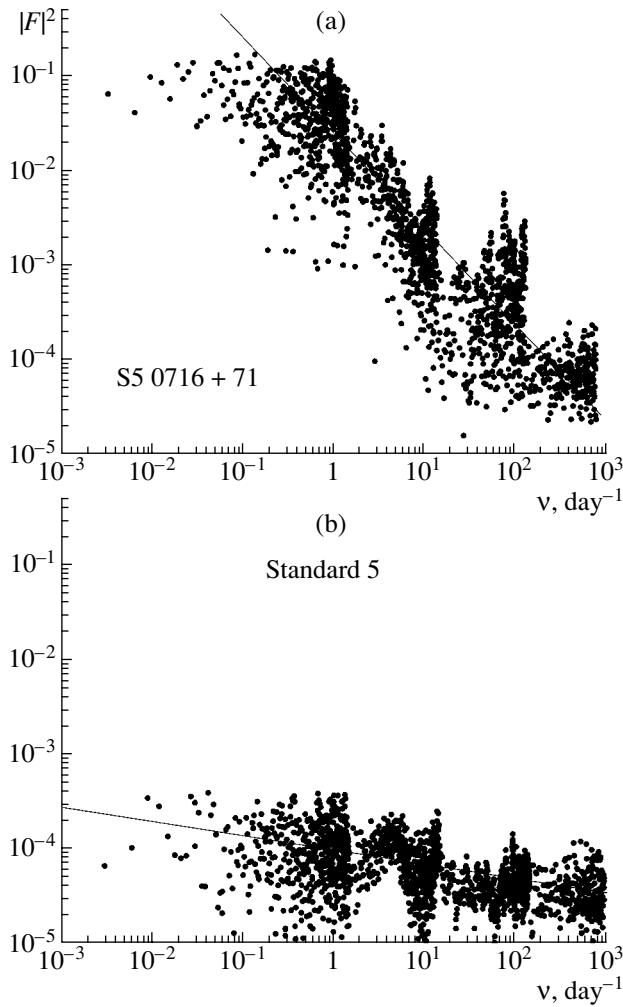 (a)
|F|²
10⁻¹
10⁻²
10⁻³
10⁻⁴
10⁻⁵
S5 0716 + 71
10⁻³ 10⁻² 10⁻¹ 1 10¹ 10² 10³
ν, day⁻¹
(b)
Standard 5
10⁻¹
10⁻²
10⁻³
10⁻⁴
10⁻⁵
10⁻³ 10⁻² 10⁻¹ 1 10¹ 10² 10³
ν, day⁻¹